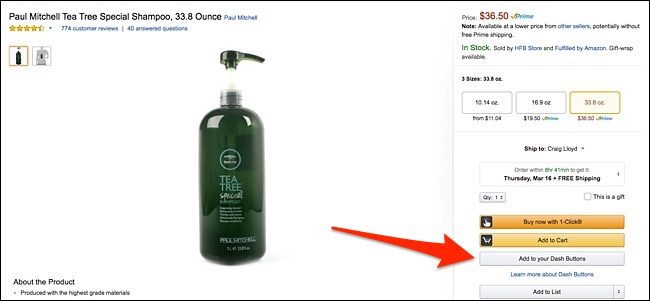 Paul Mitchell Tea Tree Special Shampoo, 33.8 Ounce Paul Mitchell
774 customer reviews | 40 answered questions
TEA TREE
special
SHAMPOO
PAUL MITCHELL
About the Product
• Produced with the highest grade materials
Price: $36.50 Prime
Note: Available at a lower price from other sellers, potentially without
free Prime shipping.
In Stock. Sold by HFB Store and Fulfilled by Amazon. Gift-wrap
available.
3 Sizes: 33.8 oz.
10.14 oz. 16.9 oz 33.8 oz.
from $11.04 $19.50 Prime $36.50 Prime
Ship to: Craig Lloyd
Order within 8hr 41min to get it:
Thursday, Mar 16 + FREE Shipping
Qty: 1 This is a gift
Buy now with 1-Click®
Add to Cart
Add to your Dash Buttons
Learn more about Dash Buttons
Add to List